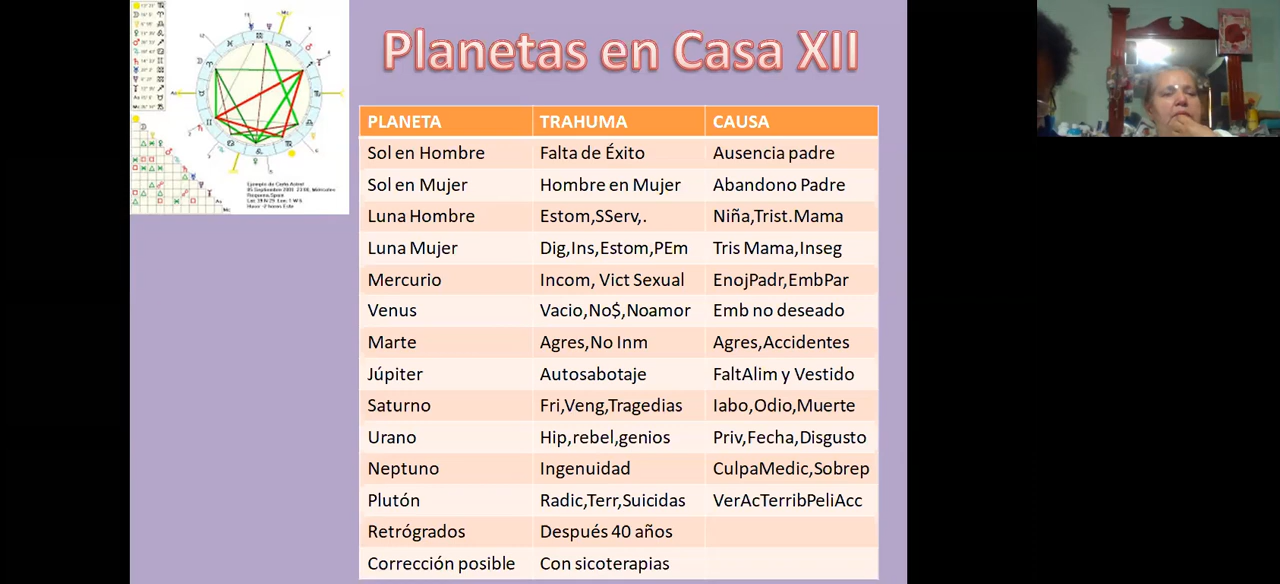 Planetas en Casa XII
PLANETA TRAHUMA CAUSA
Sol en Hombre Falta de Éxito Ausencia padre
Sol en Mujer Hombre en Mujer Abandono Padre
Luna Hombre Estom,SServ,. Niña,Trist.Mama
Luna Mujer Dig,Ins,Estom,PEm Tris Mama,Inseg
Mercurio Incom, Vict Sexual EnojPadr,EmbPar
Venus Vacio,No$,Noamor Emb no deseado
Marte Agres,No Inm Agres,Accidentes
Júpiter Autosabotaje FaltAlim y Vestido
Saturno Fri,Veng,Tragedias Iabo,Odio,Muerte
Urano Hip,rebel,genios Priv,Fecha,Disgusto
Neptuno Ingenuidad CulpaMedic,Sobrep
Plutón Radic,Terr,Suicidas VerAcTerribPeliAcc
Retrógrados Después 40 años
Corrección posible Con sicoterapias
Ejemplo de Carta Astral